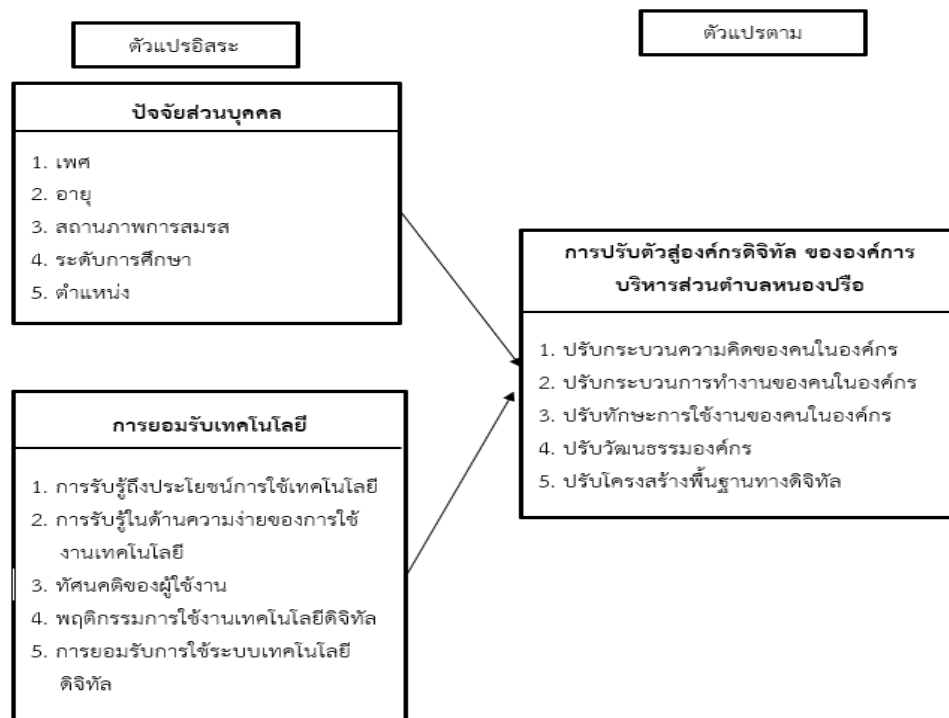 ตัวแปรอิสระ
ตัวแปรตาม
ปัจจัยส่วนบุคคล
1. เพศ
2. อายุ
3. สถานภาพการสมรส
4. ระดับการศึกษา
5. ตำแหน่ง
การยอมรับเทคโนโลยี
1. การรับรู้ถึงประโยชน์การใช้เทคโนโลยี
2. การรับรู้ในด้านความง่ายของการใช้
งานเทคโนโลยี
3. ทัศนคติของผู้ใช้งาน
4. พฤติกรรมการใช้งานเทคโนโลยีดิจิทัล
5. การยอมรับการใช้ระบบเทคโนโลยี
ดิจิทัล
การปรับตัวสู่องค์กรดิจิทัล ขององค์การ
บริหารส่วนตำบลหนองปรือ
1. ปรับกระบวนความคิดของคนในองค์กร
2. ปรับกระบวนการทำงานของคนในองค์กร
3. ปรับทักษะการใช้งานของคนในองค์กร
4. ปรับวัฒนธรรมองค์กร
5. ปรับโครงสร้างพื้นฐานทางดิจิทัล